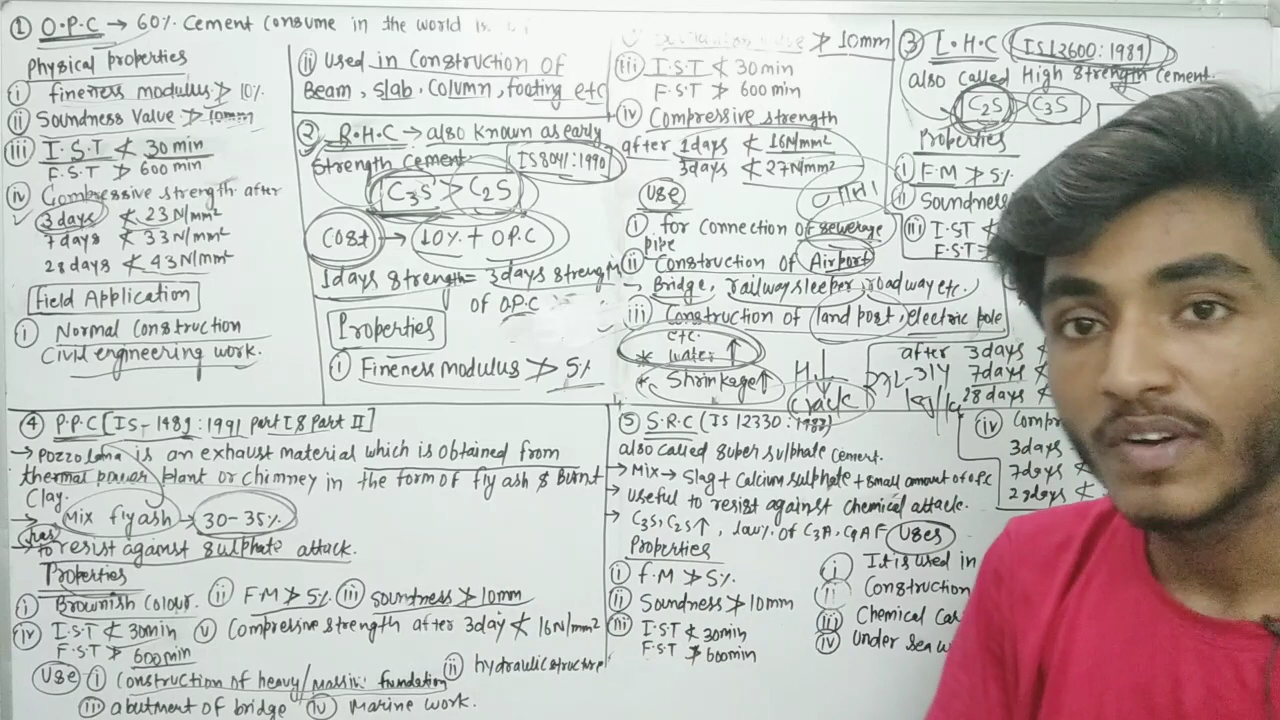 ① O.P.C → 60% Cement Consume in the world is
Physical properties
i fineness modulus ≯ 10%
ii Soundness Value ≯ 10mm
iii I.S.T ≮ 30 min
F.S.T ≯ 600 min
iv Compressive strength after
3 days ≮ 23 N/mm²
7 days ≮ 33 N/mm²
28 days ≮ 43 N/mm²
Field Application
i Normal Construction
Civil engineering work.
ii Used in Construction of
Beam, Slab, Column, footing etc
② R.H.C → also known as early
Strength Cement. IS 8041:1990
C₃S > C₂S
Cost → 10% + OPC
1 days strength = 3 days strength
of O.P.C
Properties
i Fineness modulus ≯ 5%
≯ 10mm
iii I.S.T ≮ 30 min
F.S.T ≯ 600 min
iv Compressive strength
after 1 days ≮ 16N/mm²
3 days ≮ 27N/mm²
Use
i for connection of sewerage
pipe
ii Construction of Airport
→ Bridge, railway sleeper, roadway etc.
iii Construction of land port, electric pole
etc.
* water ↑
* Shrinkage ↑
Crack
③ L.H.C IS 12600:1989
also Called High Strength Cement.
C₂S > C₃S
Properties
i F.M ≯ 5%
ii Soundness
iii I.S.T ≮
F.S.T
after 3 days ≮
7 days ≮
28 days ≮
④ P.P.C [IS-1489:1991 Part I & Part II]
→ Pozzolana is an exhaust material which is obtained from
thermal power plant or chimney in the form of fly ash & Burnt
Clay.
→ Mix fly ash → 30-35%
→ has to resist against sulphate attack.
Properties
i Brownish Colour. ii F.M ≯ 5% iii Soundness ≯ 10mm
iv I.S.T ≮ 30min v Compressive strength after 3day ≮ 16N/mm²
F.S.T ≯ 600 min
Use i Construction of heavy/massive foundation ii hydraulic structure
iii abutment of bridge iv Marine work.
⑤ S.R.C (IS 12330:1988)
also called Super Sulphate Cement.
→ Mix → Slag + Calcium sulphate + small amount of OPC
→ Useful to resist against chemical attack.
→ C₃S, C₂S ↑, low % of C₃A, C₄AF
Properties
i F.M ≯ 5%.
ii Soundness ≯ 10mm
iii I.S.T ≮ 30min
F.S.T ≯ 600min
Uses
i It is used in
ii Construction
iii Chemical
iv Under sea
iv Compr
3 days
7 days ≮
28 days ≮